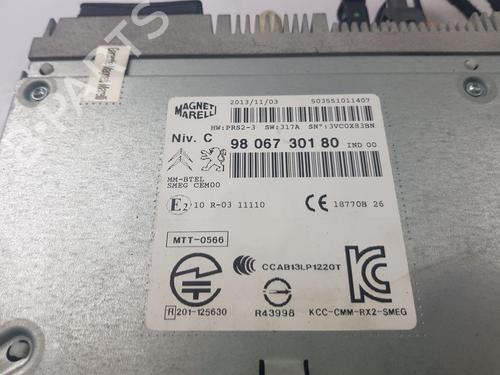 MAGNETI
MARELLI
2013/11/03 503551011407
HW:PRS2-3 SW:J17A SN°:3VC0X83BN
Niv. C 98 067 301 80 IND 00
MM-BTEL
SMEG CEM00
E2 10 R-03 11110 CE 18770B 26
MTT-0566
CCAB13LP1220T
R 201-125630 R43998 KCC-CMM-RX2-SMEG